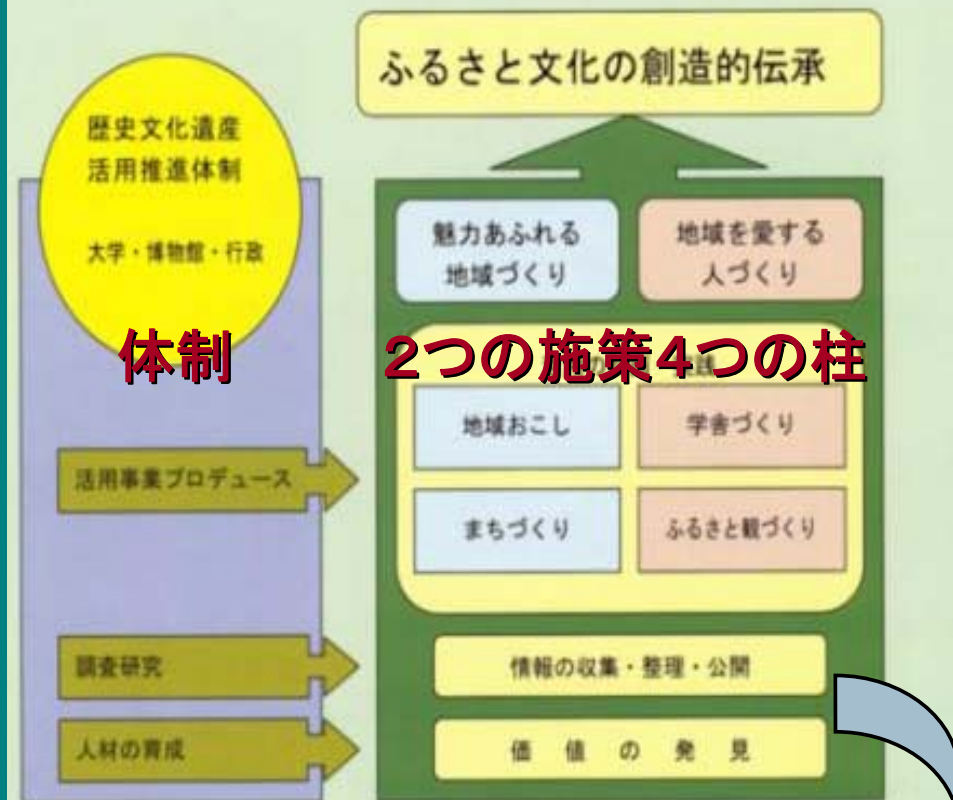 ふるさと文化の創造的伝承
歴史文化遺産
活用推進体制
大学・博物館・行政
体制
魅力あふれる
地域づくり
地域を愛する
人づくり
2つの施策4つの柱
地域おこし
学舎づくり
まちづくり
ふるさと観づくり
活用事業プロデュース
調査研究
情報の収集・整理・公開
人材の育成
価値の発見